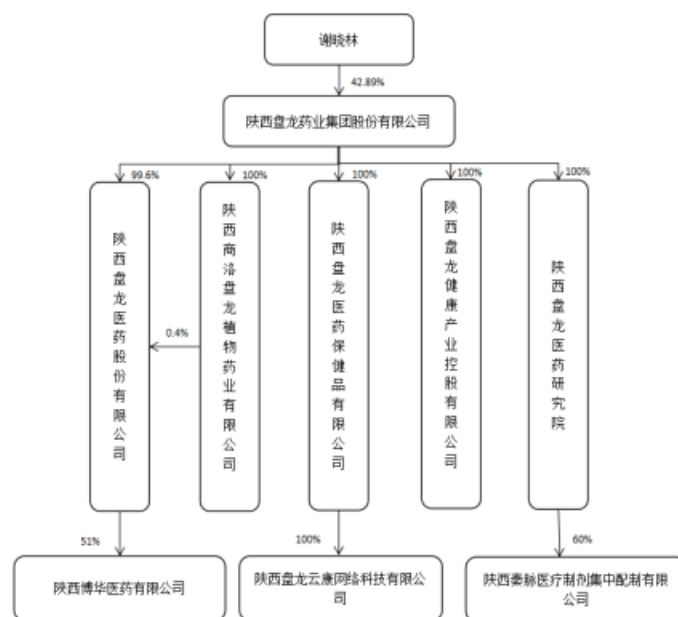 谢晓林
42.89%
陕西盘龙药业集团股份有限公司
99.6%
100%
100%
100%
100%
陕西盘龙医药股份有限公司
0.4%
陕西商洛盘龙植物药业有限公司
陕西盘龙医药保健品有限公司
陕西盘龙健康产业控股有限公司
陕西盘龙医药研究院
51%
100%
60%
陕西博华医药有限公司
陕西盘龙云康网络科技有限公
司
陕西秦脉医疗制剂集中配制有限
公司